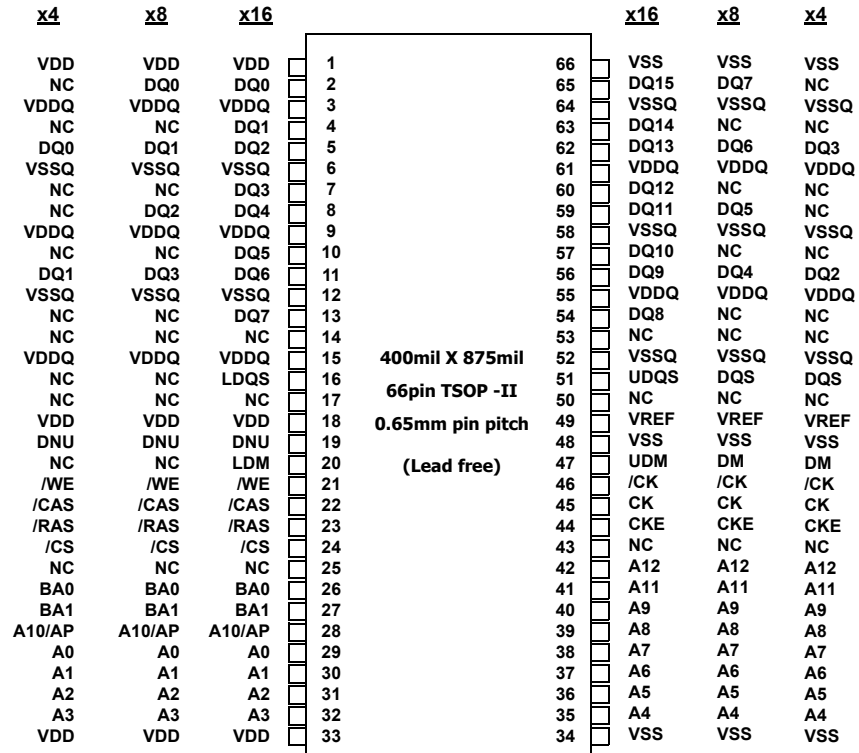 x4 x8 x16 x16 x8 x4
VDD VDD VDD 1 66 VSS VSS VSS
NC DQ0 DQ0 2 65 DQ15 DQ7 NC
VDDQ VDDQ VDDQ 3 64 VSSQ VSSQ VSSQ
NC NC DQ1 4 63 DQ14 NC NC
DQ0 DQ1 DQ2 5 62 DQ13 DQ6 DQ3
VSSQ VSSQ VSSQ 6 61 VDDQ VDDQ VDDQ
NC NC DQ3 7 60 DQ12 NC NC
NC DQ2 DQ4 8 59 DQ11 DQ5 NC
VDDQ VDDQ VDDQ 9 58 VSSQ VSSQ VSSQ
NC NC DQ5 10 57 DQ10 NC NC
DQ1 DQ3 DQ6 11 56 DQ9 DQ4 DQ2
VSSQ VSSQ VSSQ 12 55 VDDQ VDDQ VDDQ
NC NC DQ7 13 54 DQ8 NC NC
NC NC NC 14 53 NC NC NC
VDDQ VDDQ VDDQ 15 400mil X 875mil 52 VSSQ VSSQ VSSQ
NC NC LDQS 16 66pin TSOP -II 51 UDQS DQS DQS
NC NC NC 17 50 NC NC NC
VDD VDD VDD 18 0.65mm pin pitch 49 VREF VREF VREF
DNU DNU DNU 19 48 VSS VSS VSS
NC NC LDM 20 (Lead free) 47 UDM DM DM
/WE /WE /WE 21 46 /CK /CK /CK
/CAS /CAS /CAS 22 45 CK CK CK
/RAS /RAS /RAS 23 44 CKE CKE CKE
/CS /CS /CS 24 43 NC NC NC
NC NC NC 25 42 A12 A12 A12
BA0 BA0 BA0 26 41 A11 A11 A11
BA1 BA1 BA1 27 40 A9 A9 A9
A10/AP A10/AP A10/AP 28 39 A8 A8 A8
A0 A0 A0 29 38 A7 A7 A7
A1 A1 A1 30 37 A6 A6 A6
A2 A2 A2 31 36 A5 A5 A5
A3 A3 A3 32 35 A4 A4 A4
VDD VDD VDD 33 34 VSS VSS VSS